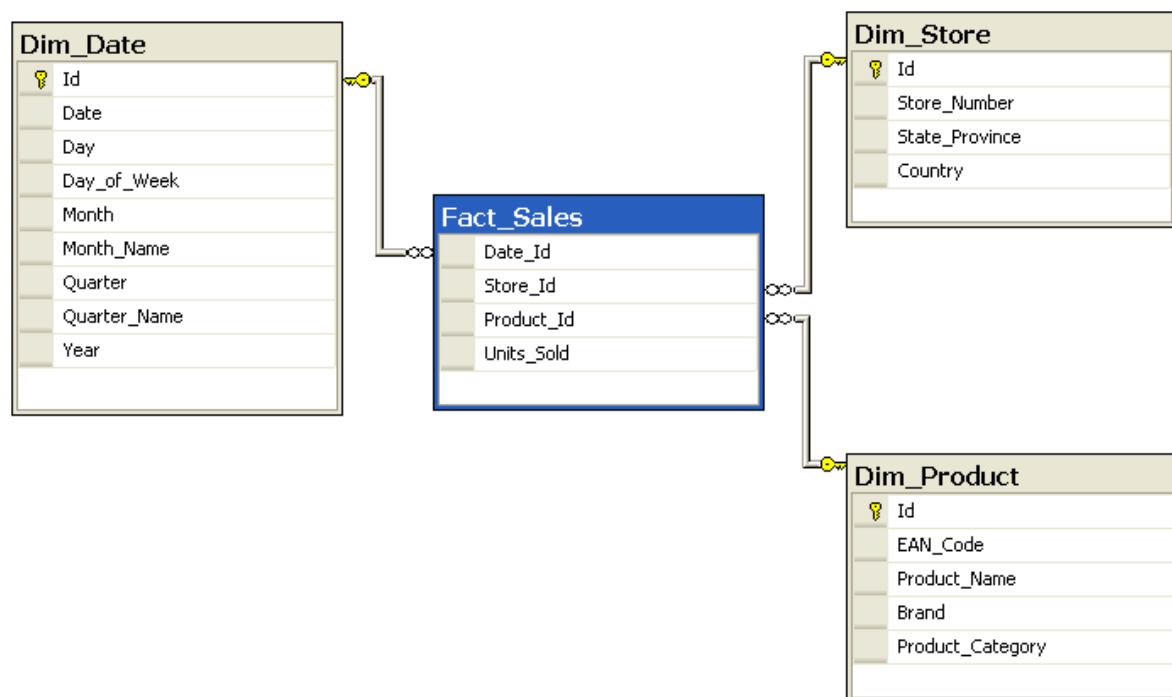 Dim_Date
Id
Date
Day
Day_of_Week
Month
Month_Name
Quarter
Quarter_Name
Year
Fact_Sales
Date_Id
Store_Id
Product_Id
Units_Sold
Dim_Store
Id
Store_Number
State_Province
Country
Dim_Product
Id
EAN_Code
Product_Name
Brand
Product_Category